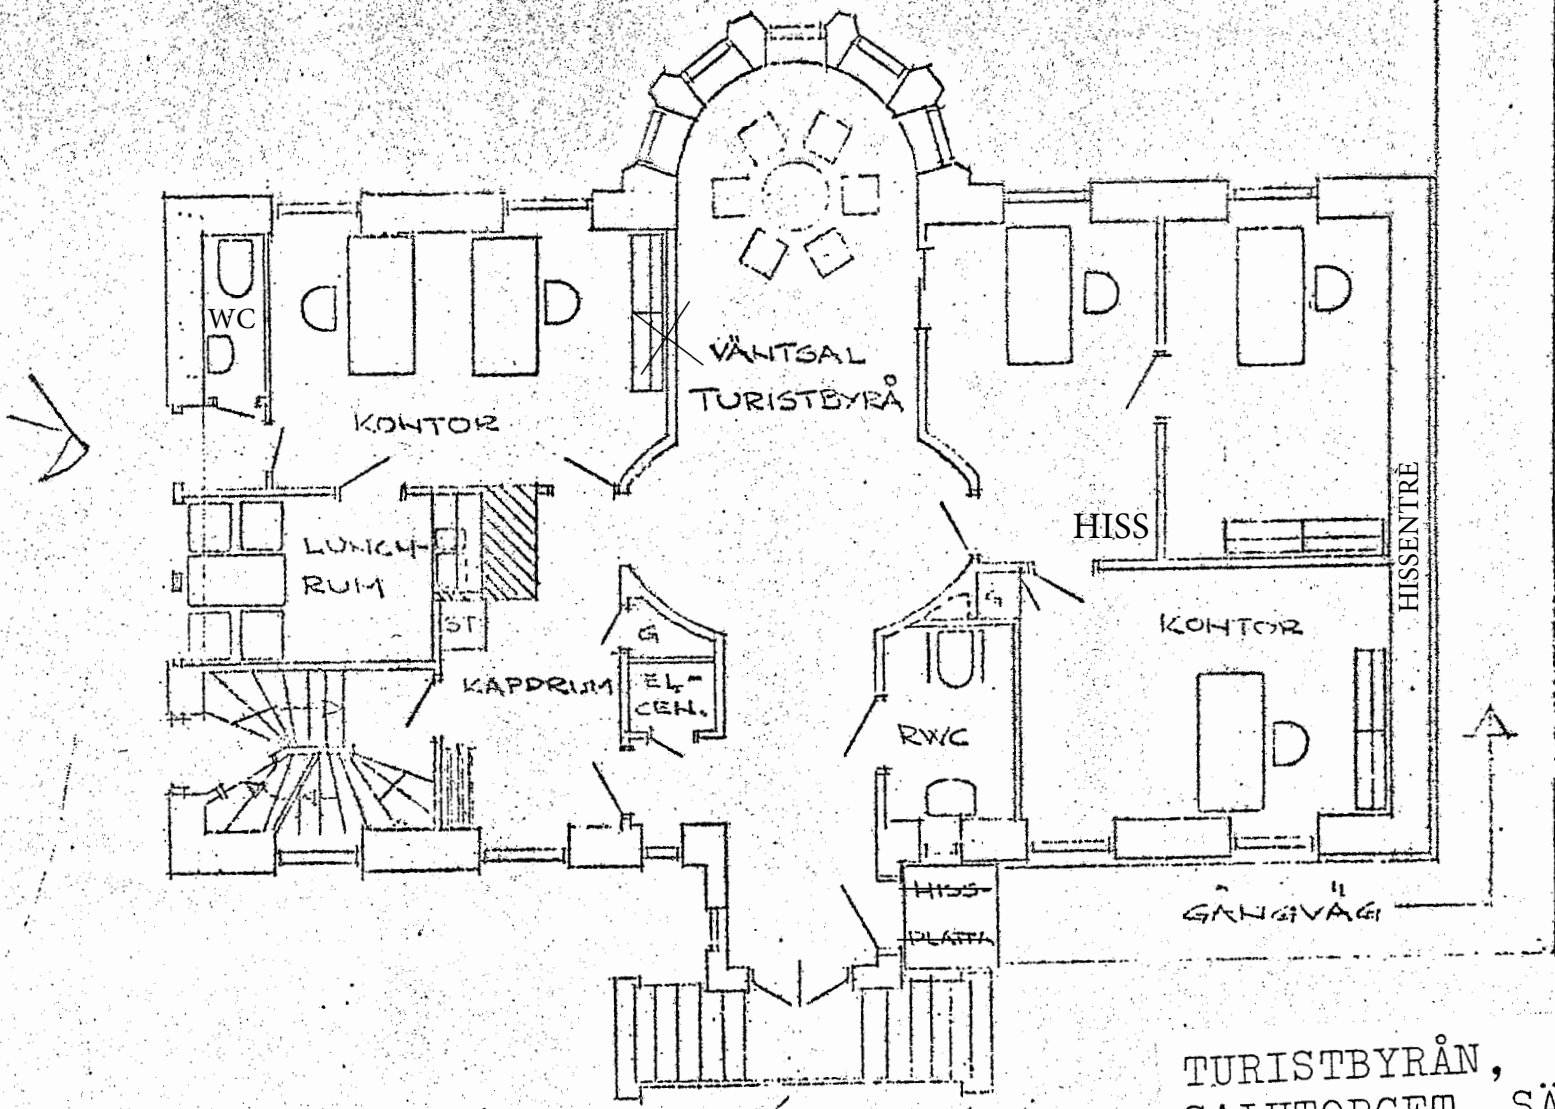 WC
VÄNTSAL
TURISTBYRÅ
KONTOR
HISS
HISSENTRÉ
LUNCH-
RUM
ST
G
G
KONTOR
KAPPRUM
EL-
CEN.
RWC
HISS-
PLATTA
GÅNGVÄG
TURISTBYRÅN,